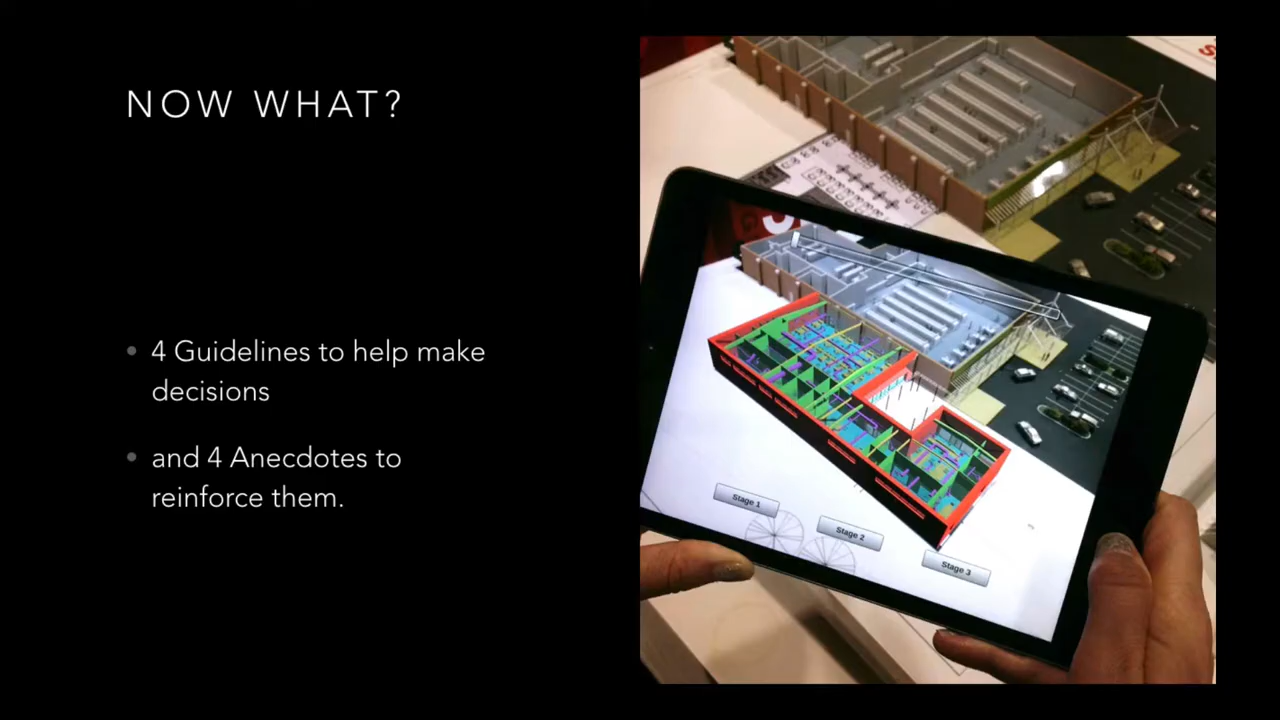 NOW WHAT?
4 Guidelines to help make
decisions
and 4 Anecdotes to
reinforce them.
Stage 1
Stage 2
Stage 3